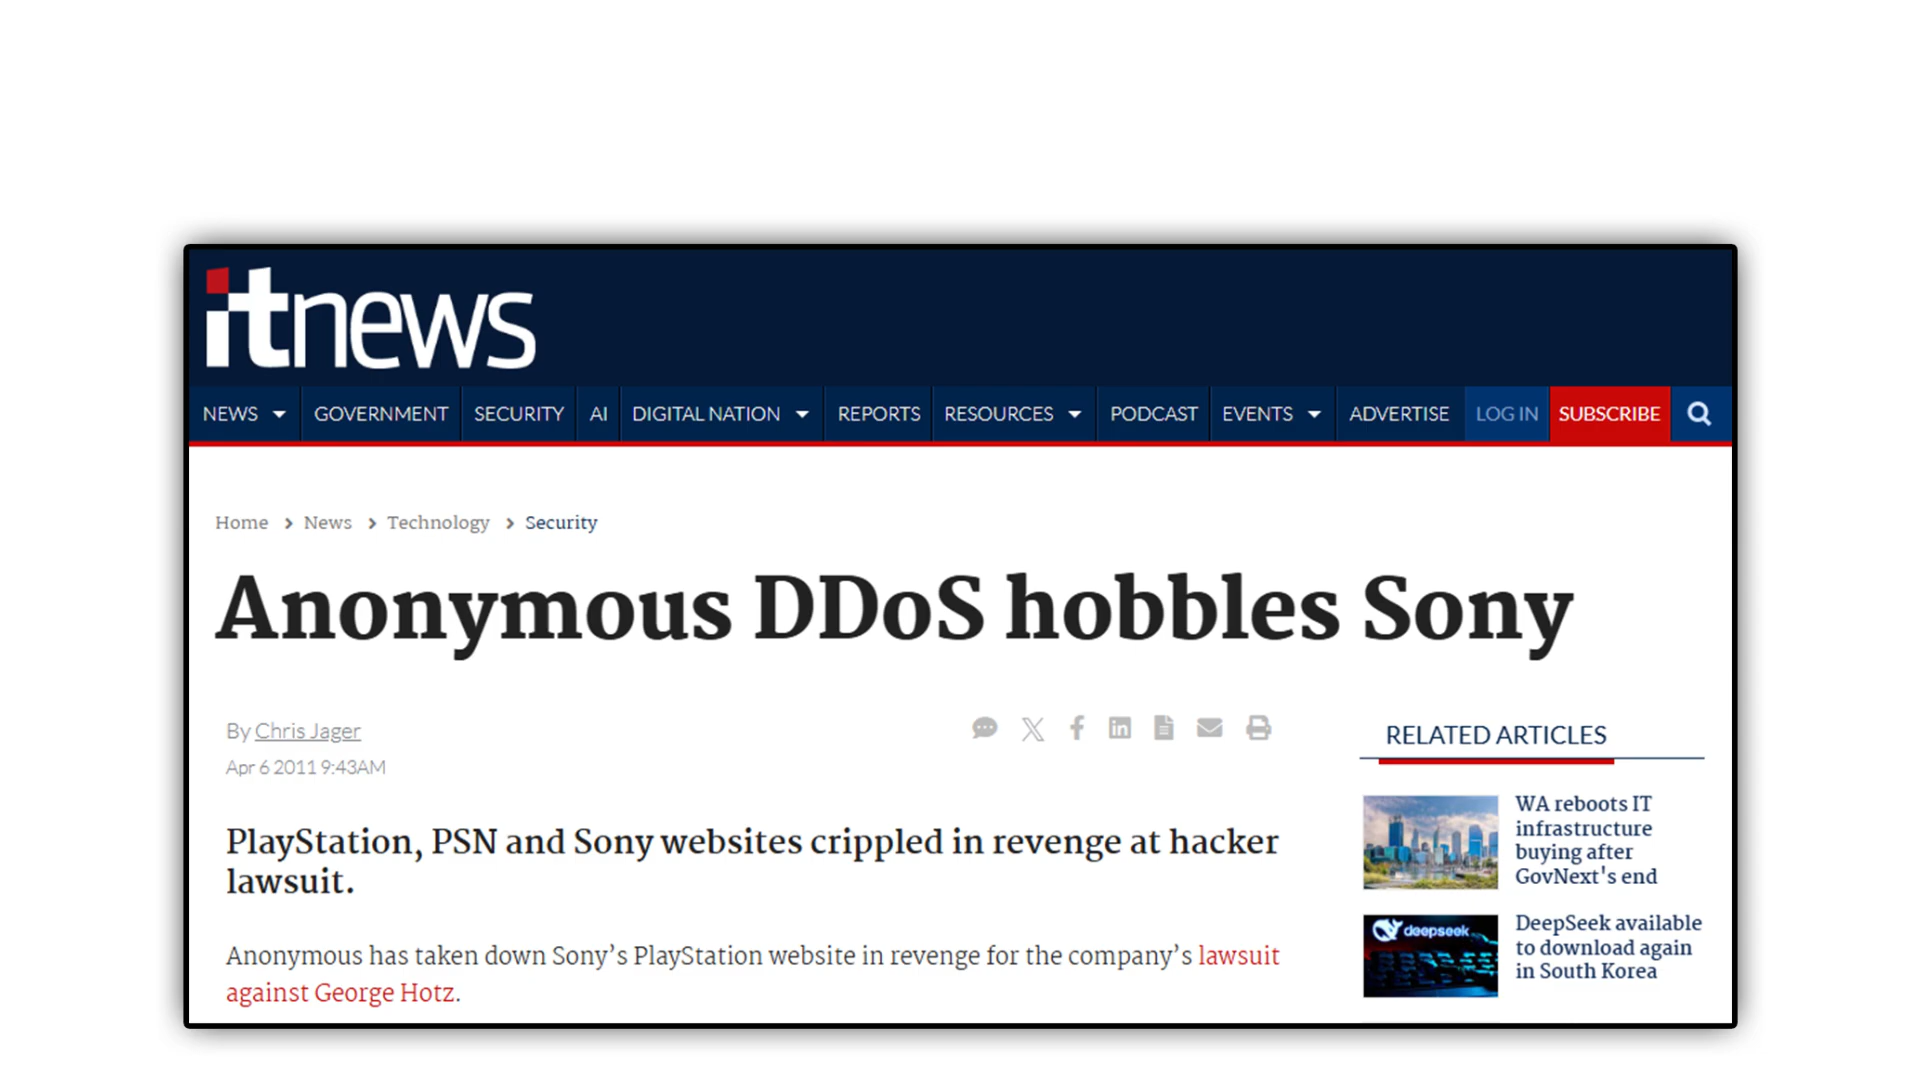 itnews
NEWS GOVERNMENT SECURITY AI DIGITAL NATION REPORTS RESOURCES PODCAST EVENTS ADVERTISE LOG IN SUBSCRIBE
Home > News > Technology > Security
Anonymous DDoS hobbles Sony
By Chris Jager
Apr 6 2011 9:43AM
PlayStation, PSN and Sony websites crippled in revenge at hacker
lawsuit.
Anonymous has taken down Sony’s PlayStation website in revenge for the company’s lawsuit
against George Hotz.
RELATED ARTICLES
WA reboots IT
infrastructure
buying after
GovNext's end
deepseek
DeepSeek available
to download again
in South Korea